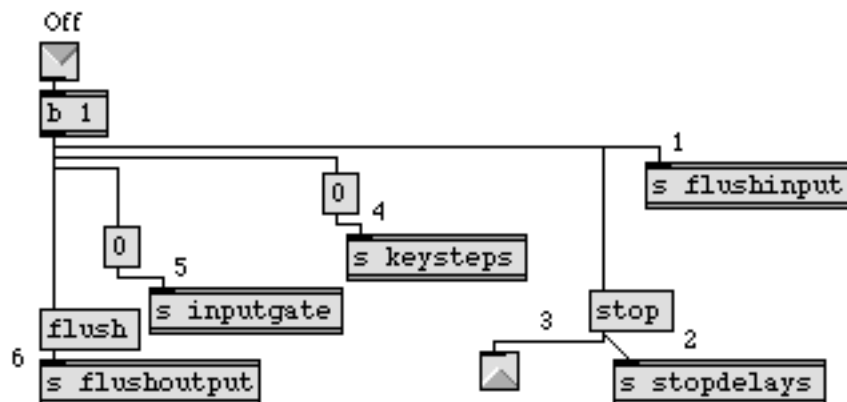 Off
b 1
1
s flushinput
0
4
s keysteps
0
5
s inputgate
stop
3
2
s stopdelays
flush
6
s flushoutput